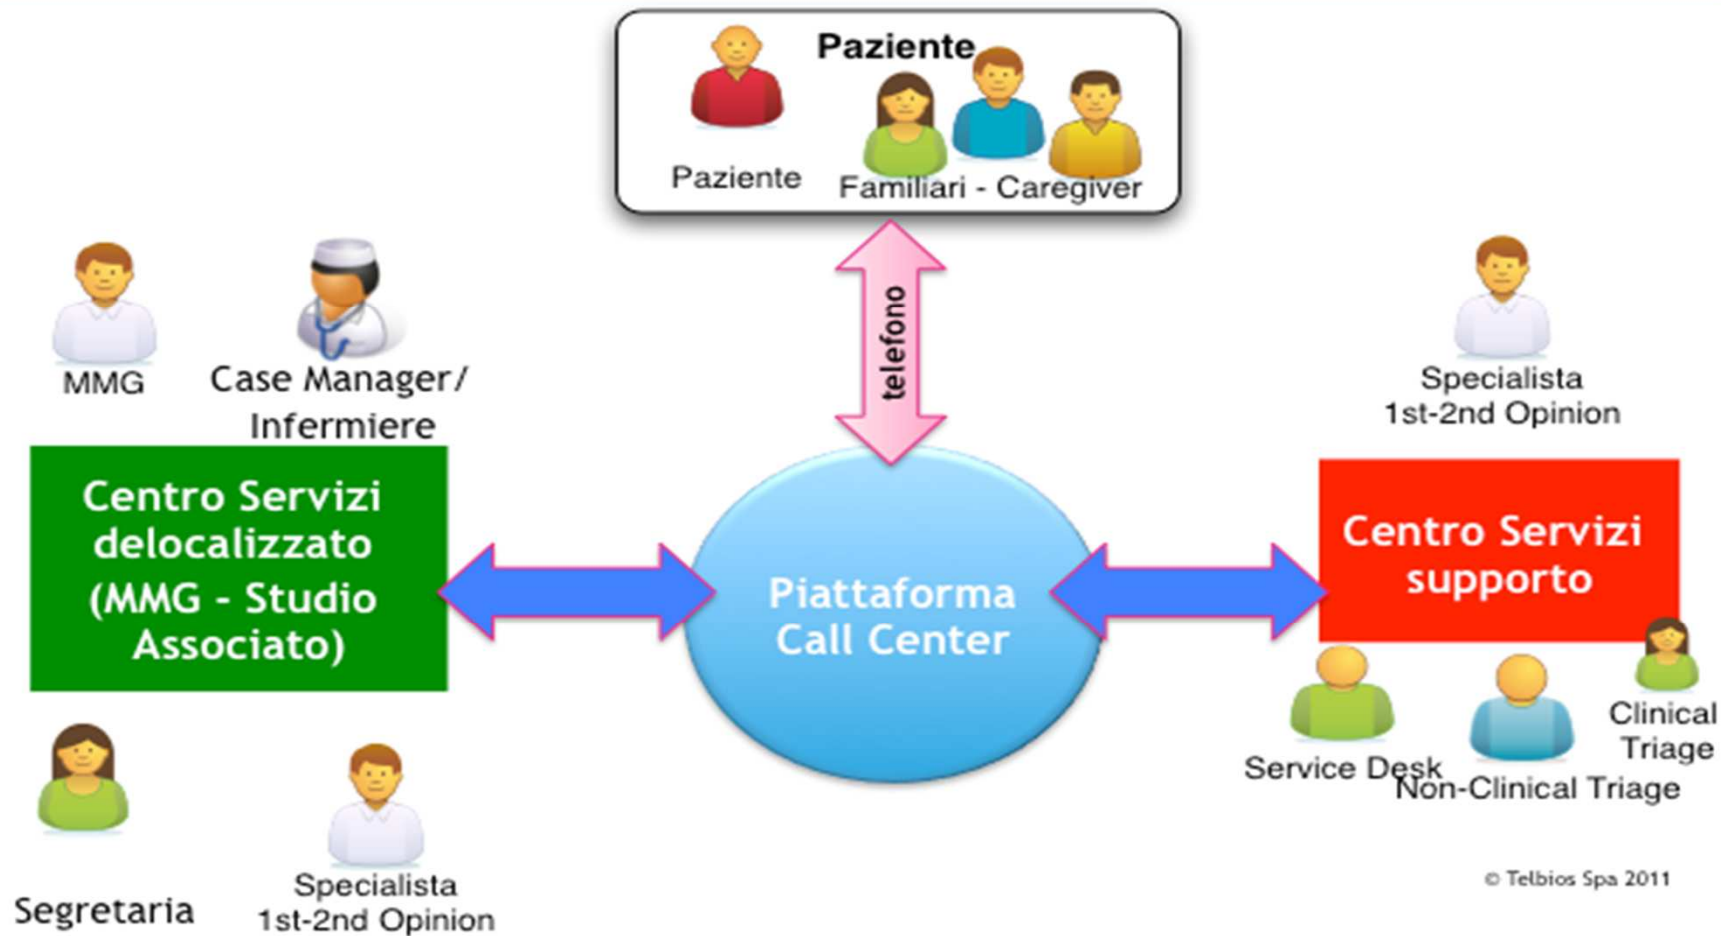 Paziente
Paziente
Familiari - Caregiver
telefono
MMG
Case Manager/
Infermiere
Specialista
1st-2nd Opinion
Centro Servizi
delocalizzato
(MMG - Studio
Associato)
Piattaforma
Call Center
Centro Servizi
supporto
Service Desk
Non-Clinical Triage
Clinical
Triage
Segretaria
Specialista
1st-2nd Opinion
© Telbios Spa 2011